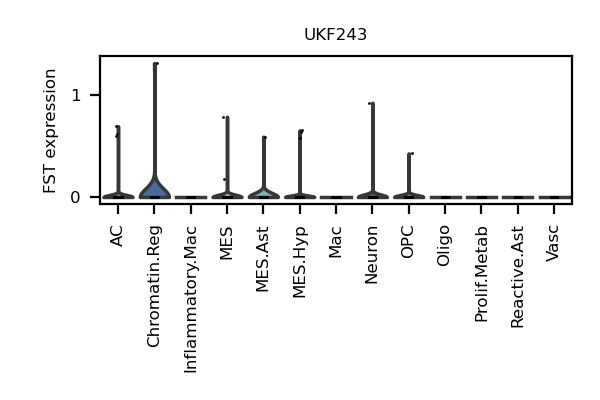 UKF243
FST expression
1
0
AC
Chromatin.Reg
Inflammatory.Mac
MES
MES.Ast
MES.Hyp
Mac
Neuron
OPC
Oligo
Prolif.Metab
Reactive.Ast
Vasc